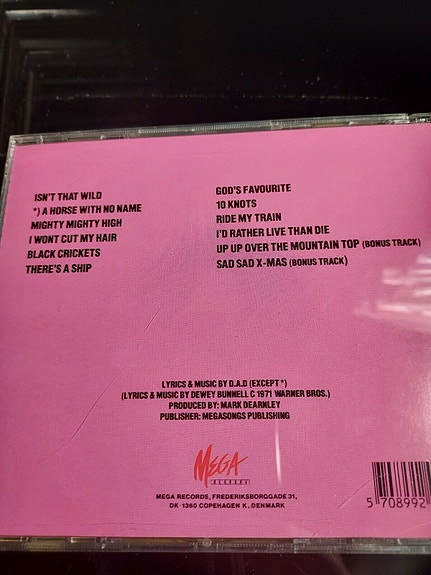 ISN'T THAT WILD
*) A HORSE WITH NO NAME
MIGHTY MIGHTY HIGH
I WONT CUT MY HAIR
BLACK CRICKETS
THERE'S A SHIP
GOD'S FAVOURITE
10 KNOTS
RIDE MY TRAIN
I'D RATHER LIVE THAN DIE
UP UP OVER THE MOUNTAIN TOP (BONUS TRACK)
SAD SAD X-MAS (BONUS TRACK)
LYRICS & MUSIC BY D.A.D (EXCEPT *)
(LYRICS & MUSIC BY DEWEY BUNNELL C 1971 WARNER BROS.)
PRODUCED BY: MARK DEARNLEY
PUBLISHER: MEGASONGS PUBLISHING
MEGA
RECORDS
MEGA RECORDS, FREDERIKSBORGGADE 31,
DK-1360 COPEHAGEN K, DENMARK
5 708992